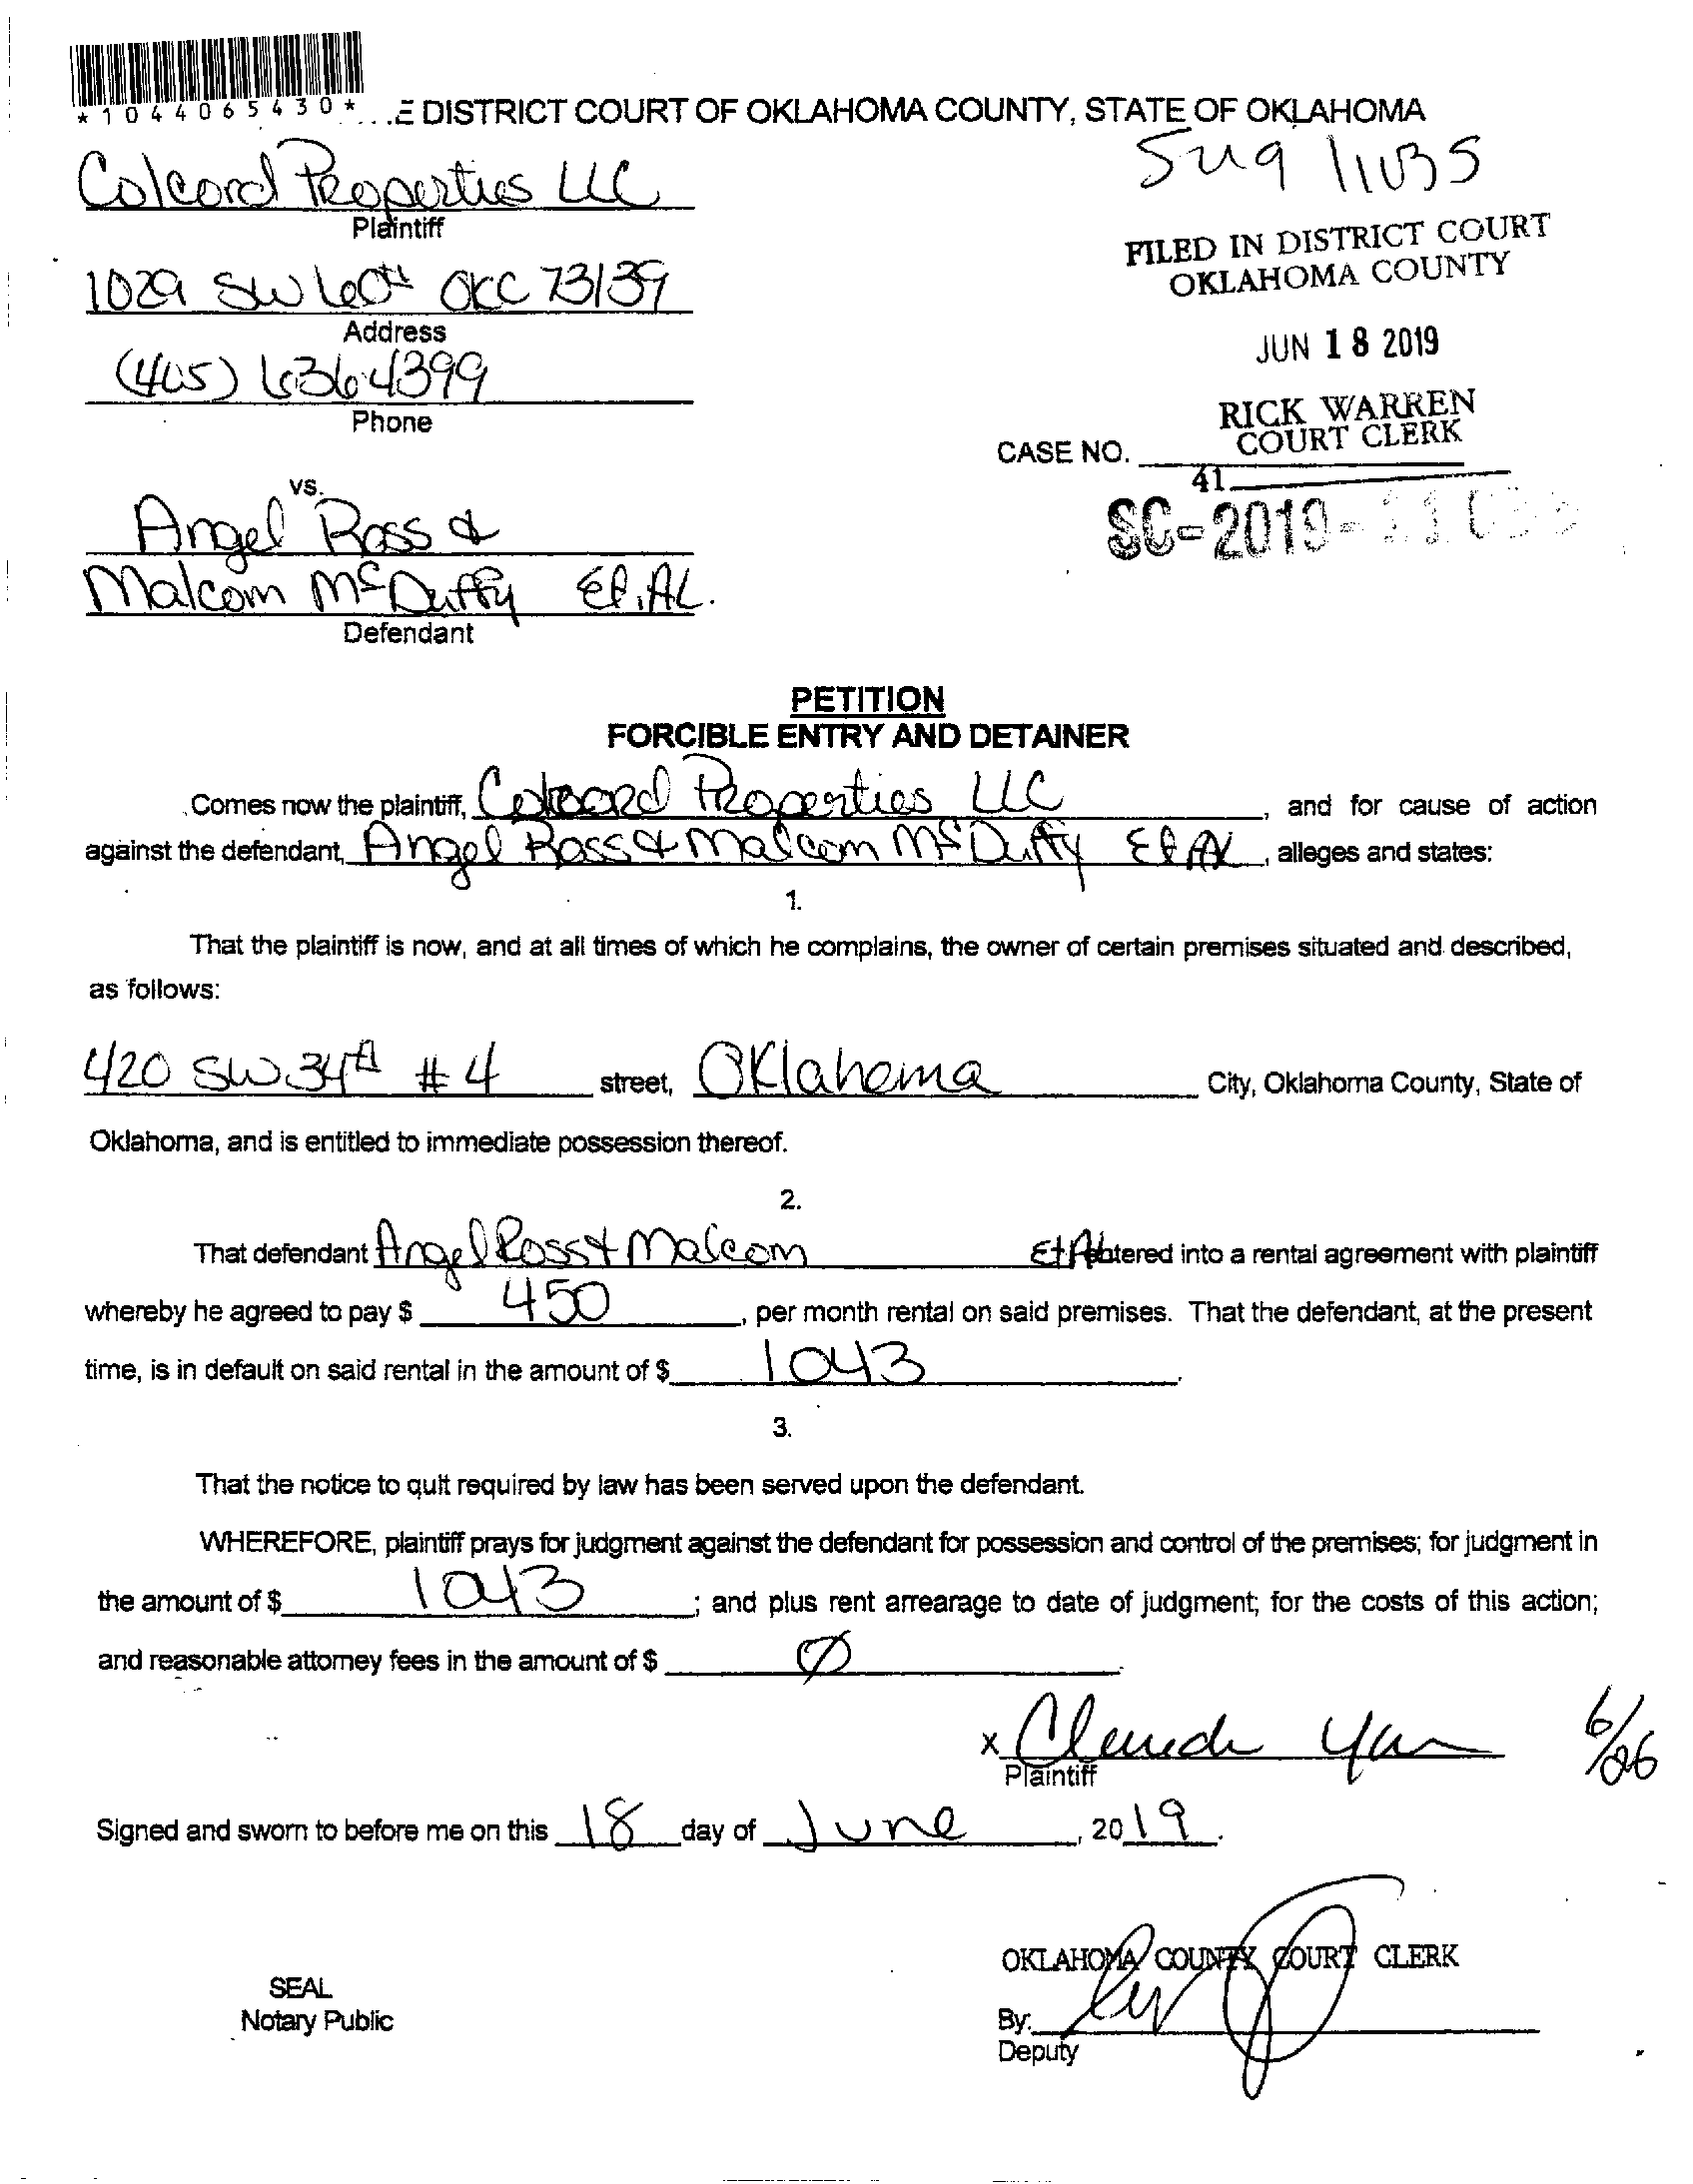 *1044065430*
E DISTRICT COURT OF OKLAHOMA COUNTY, STATE OF OKLAHOMA
Colcord Properties LLC
Plaintiff
FILED IN DISTRICT COURT
OKLAHOMA COUNTY
1029 SW 60th OKC 73139
Address
JUN 18 2019
(405) 636-4399
Phone
RICK WARREN
COURT CLERK
CASE NO.
41
vs.
SC-2019-
Angel Ross &
Malcom McDuffy Et.AL.
Defendant
PETITION
FORCIBLE ENTRY AND DETAINER
Comes now the plaintiff, Colcord Properties LLC, and for cause of action
against the defendant, Angel Ross & Malcom McDuffy Et AL, alleges and states:
1.
That the plaintiff is now, and at all times of which he complains, the owner of certain premises situated and described,
as follows:
420 SW 34th #4 street, Oklahoma City, Oklahoma County, State of
Oklahoma, and is entitled to immediate possession thereof.
2.
That defendant Angel Ross & Malcom Et AL entered into a rental agreement with plaintiff
whereby he agreed to pay $ 450, per month rental on said premises. That the defendant, at the present
time, is in default on said rental in the amount of $ 1043.
3.
That the notice to quit required by law has been served upon the defendant.
WHEREFORE, plaintiff prays for judgment against the defendant for possession and control of the premises; for judgment in
the amount of $ 1043; and plus rent arrearage to date of judgment; for the costs of this action;
and reasonable attorney fees in the amount of $ Ø
x
6/26
Plaintiff
Signed and sworn to before me on this 18 day of June, 2019.
OKLAHOMA COUNTY COURT CLERK
SEAL
Notary Public
By:
Deputy